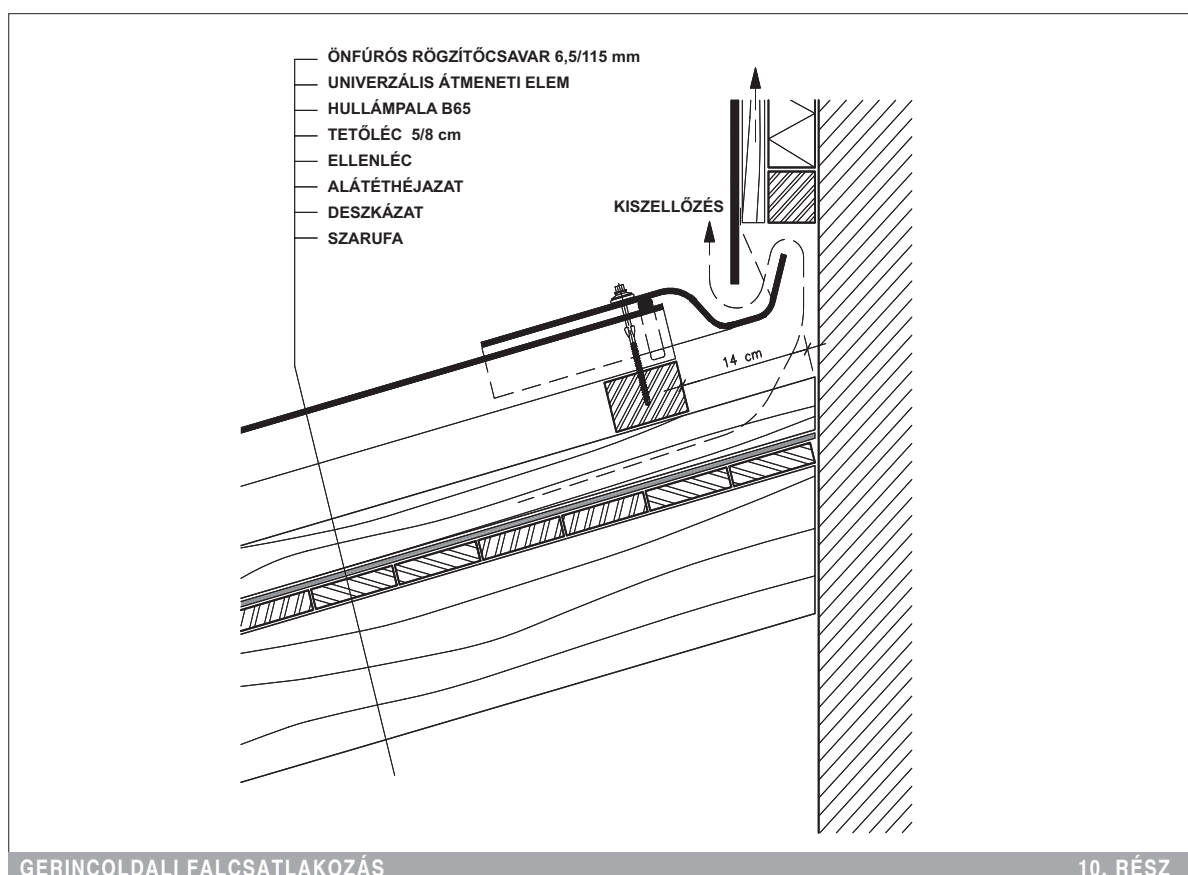 ÖNFÚRÓS RÖGZÍTŐCSAVAR 6,5/115 mm
UNIVERZÁLIS ÁTMENETI ELEM
HULLÁMPALA B65
TETŐLÉC 5/8 cm
ELLENLÉC
ALÁTÉTHÉJAZAT
DESZKÁZAT
SZARUFA
KISZELLŐZÉS
14 cm
GERINCOLDALI FALCSATLAKOZÁS
10. RÉSZ